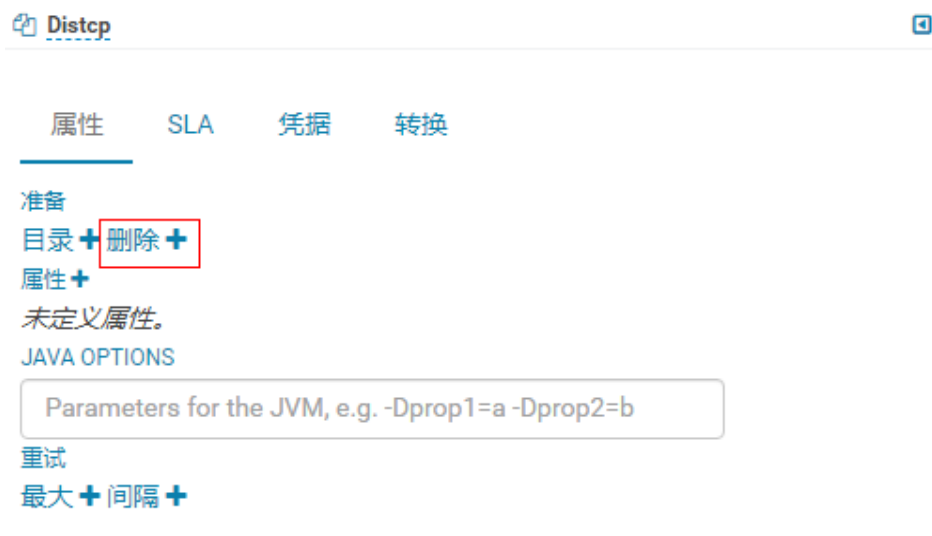 Distcp
属性 SLA 凭据 转换
准备
目录 + 删除 +
属性 +
未定义属性。
JAVA OPTIONS
Parameters for the JVM, e.g. -Dprop1=a -Dprop2=b
重试
最大 + 间隔 +